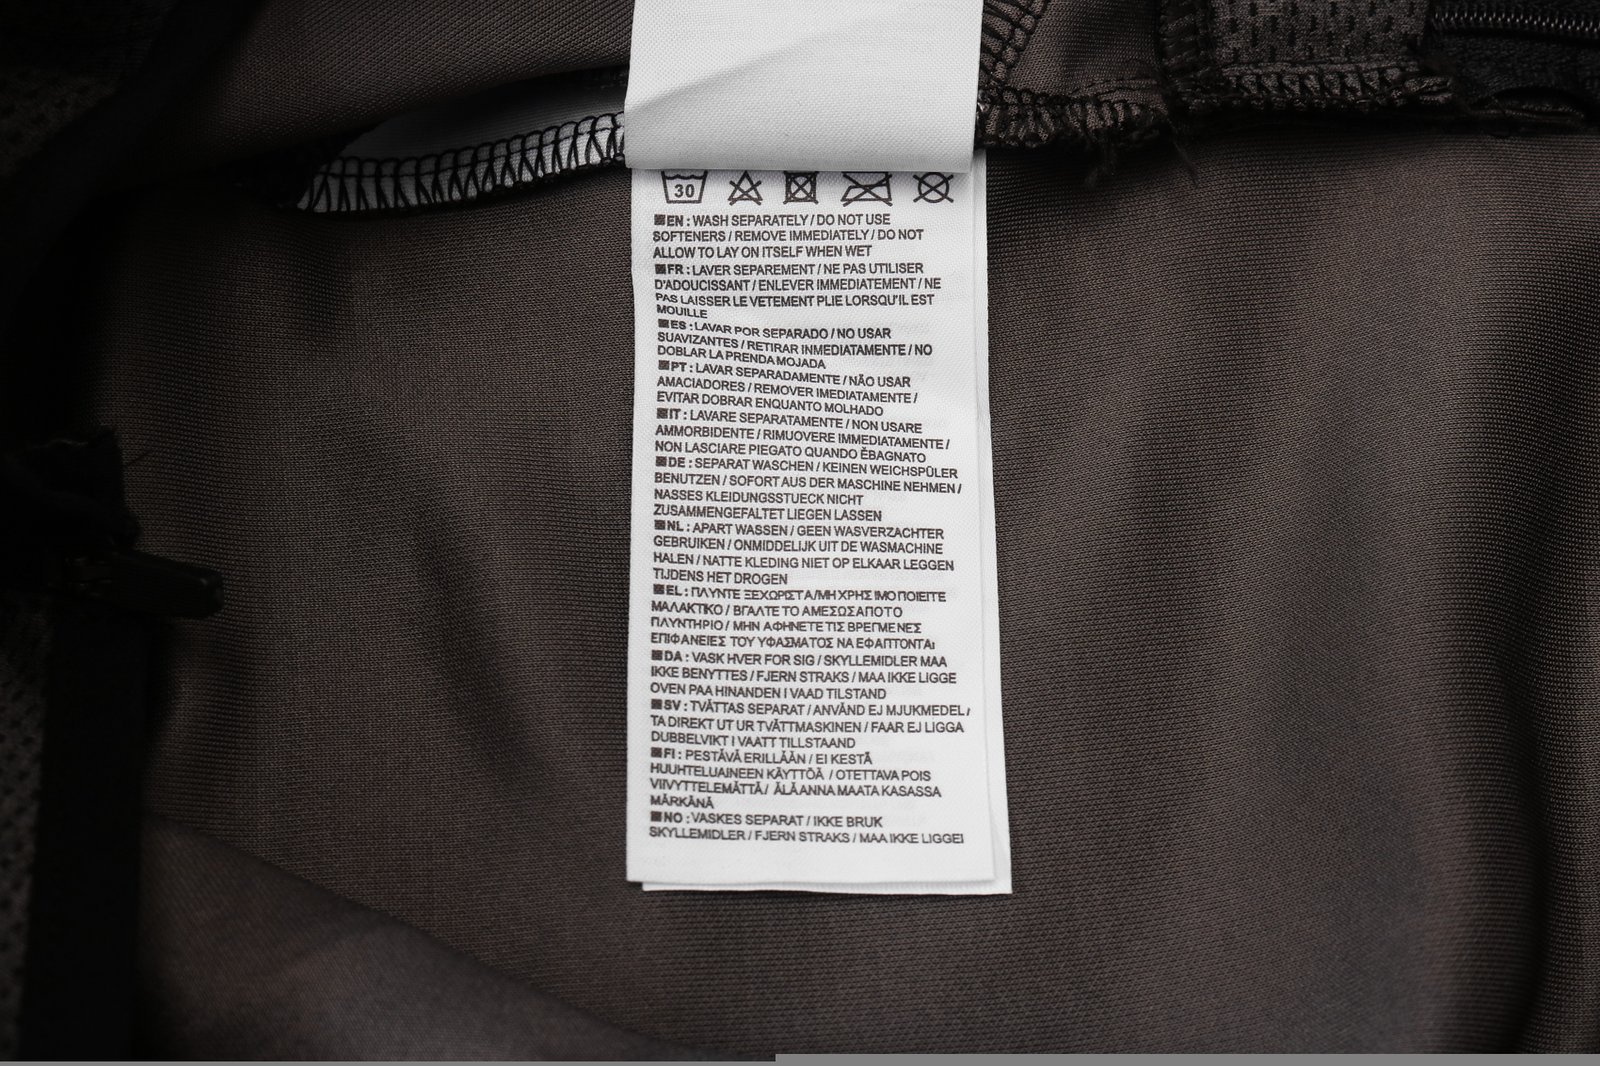 30
EN : WASH SEPARATELY / DO NOT USE
SOFTENERS / REMOVE IMMEDIATELY / DO NOT
ALLOW TO LAY ON ITSELF WHEN WET
FR : LAVER SEPAREMENT / NE PAS UTILISER
D'ADOUCISSANT / ENLEVER IMMEDIATEMENT / NE
PAS LAISSER LE VETEMENT PLIE LORSQU'IL EST
MOUILLE
ES : LAVAR POR SEPARADO / NO USAR
SUAVIZANTES / RETIRAR INMEDIATAMENTE / NO
DOBLAR LA PRENDA MOJADA
PT : LAVAR SEPARADAMENTE / NÃO USAR
AMACIADORES / REMOVER IMEDIATAMENTE /
EVITAR DOBRAR ENQUANTO MOLHADO
IT : LAVARE SEPARATAMENTE / NON USARE
AMMORBIDENTE / RIMUOVERE IMMEDIATAMENTE /
NON LASCIARE PIEGATO QUANDO ĔBAGNATO
DE : SEPARAT WASCHEN / KEINEN WEICHSPÜLER
BENUTZEN / SOFORT AUS DER MASCHINE NEHMEN /
NASSES KLEIDUNGSSTUECK NICHT
ZUSAMMENGEFALTET LIEGEN LASSEN
NL : APART WASSEN / GEEN WASVERZACHTER
GEBRUIKEN / ONMIDDELIJK UIT DE WASMACHINE
HALEN / NATTE KLEDING NIET OP ELKAAR LEGGEN
TIJDENS HET DROGEN
EL : ΠΛΥΝΤΕ ΞΕΧΩΡΙΣΤΑ/ΜΗ ΧΡΗΣΙΜΟΠΟΙΕΙΤΕ
ΜΑΛΑΚΤΙΚΟ / ΒΓΑΛΤΕ ΤΟ ΑΜΕΣΩΣΑΠΟΤΟ
ΠΛΥΝΤΗΡΙΟ / ΜΗΝ ΑΦΗΝΕΤΕ ΤΙΣ ΒΡΕΓΜΕΝΕΣ
ΕΠΙΦΑΝΕΙΕΣ ΤΟΥ ΥΦΑΣΜΑΤΟΣ ΝΑ ΕΦΑΠΤΟΝΤΑι
DA : VASK HVER FOR SIG / SKYLLEMIDLER MAA
IKKE BENYTTES / FJERN STRAKS / MAA IKKE LIGGE
OVEN PAA HINANDEN I VAAD TILSTAND
SV : TVÄTTAS SEPARAT / ANVÄND EJ MJUKMEDEL /
TA DIREKT UT UR TVÄTTMASKINEN / FAAR EJ LIGGA
DUBBELVIKT I VAATT TILLSTAAND
FI : PESTÄVÄ ERILLÄÄN / EI KESTÄ
HUUHTELUAINEEN KÄYTTÖÄ / OTETTAVA POIS
VIIVYTTELEMÄTTÄ / ÄLÄANNA MAATA KASASSA
MÄRKÄNÄ
NO : VASKES SEPARAT / IKKE BRUK
SKYLLEMIDLER / FJERN STRAKS / MAA IKKE LIGGEI